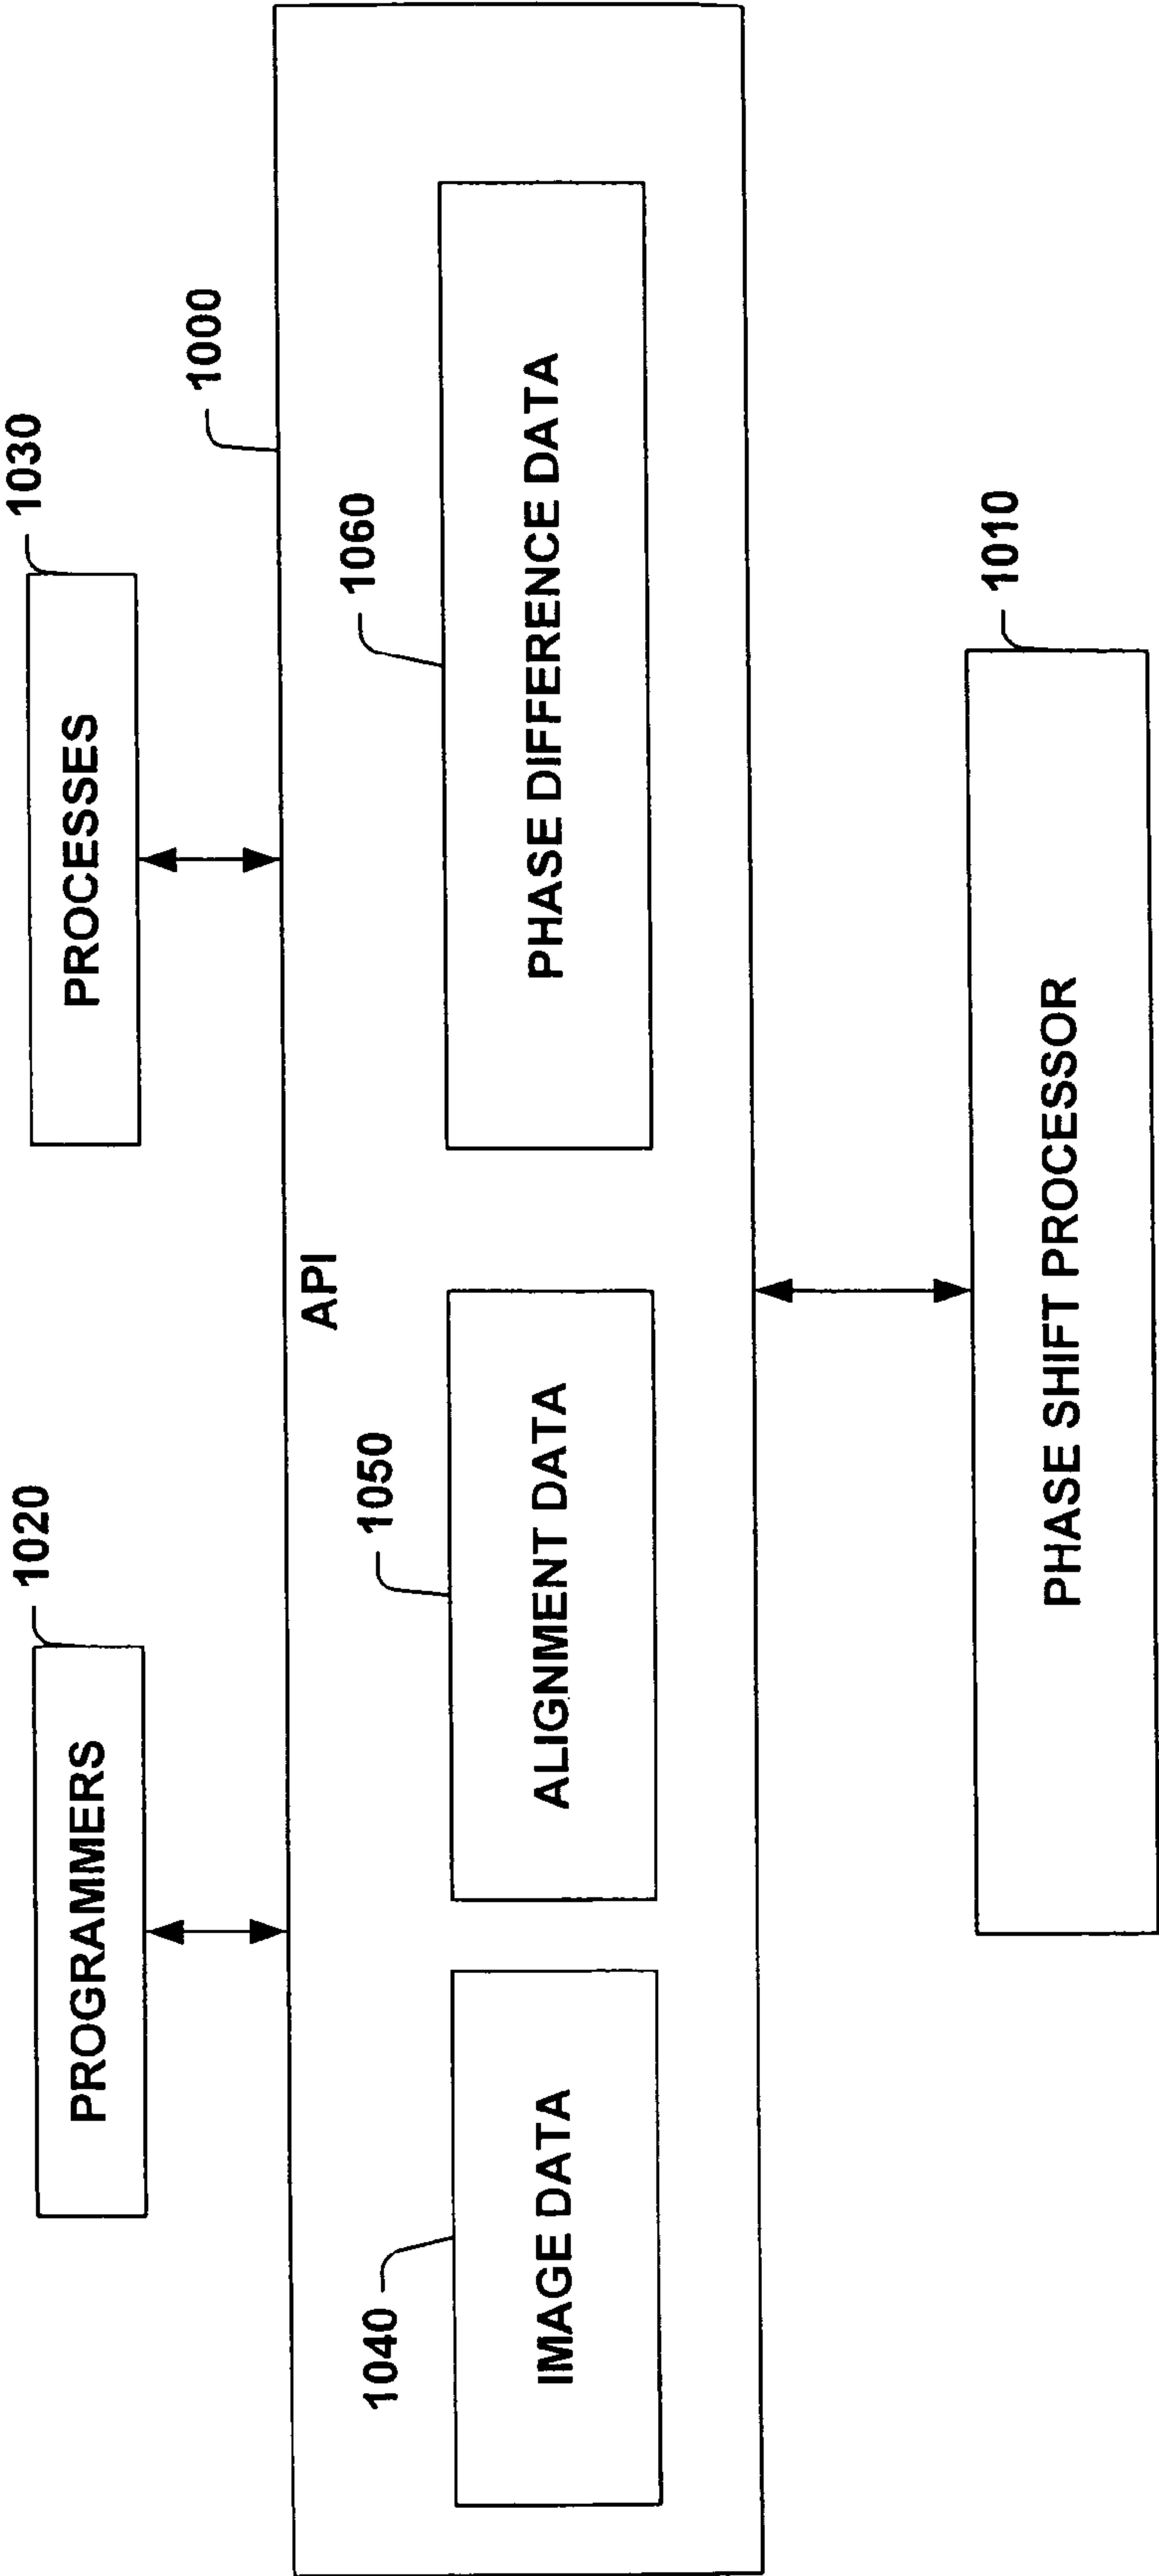 PROGRAMMERS
1020
PROCESSES
1030
1000
API
1040
IMAGE DATA
1050
ALIGNMENT DATA
1060
PHASE DIFFERENCE DATA
PHASE SHIFT PROCESSOR
1010